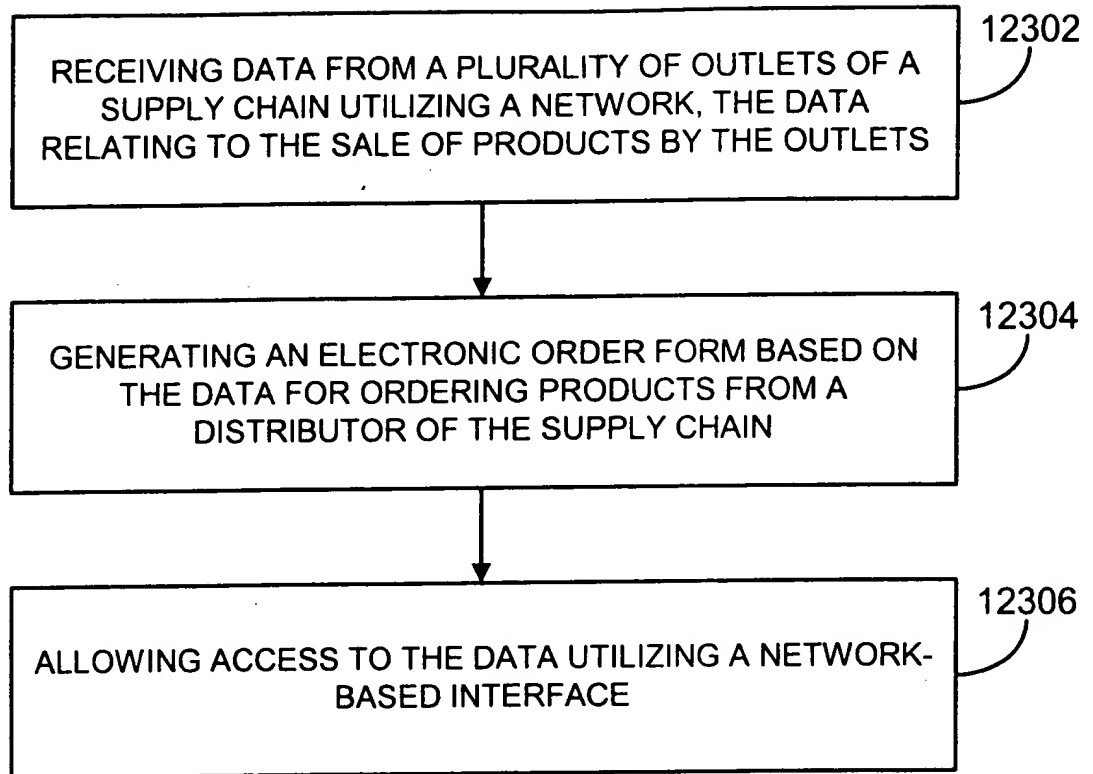 12302
RECEIVING DATA FROM A PLURALITY OF OUTLETS OF A
SUPPLY CHAIN UTILIZING A NETWORK, THE DATA
RELATING TO THE SALE OF PRODUCTS BY THE OUTLETS
12304
GENERATING AN ELECTRONIC ORDER FORM BASED ON
THE DATA FOR ORDERING PRODUCTS FROM A
DISTRIBUTOR OF THE SUPPLY CHAIN
12306
ALLOWING ACCESS TO THE DATA UTILIZING A NETWORK-
BASED INTERFACE